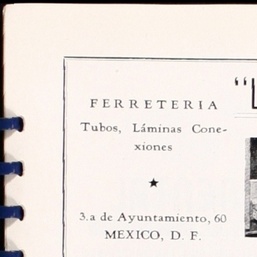 FERRETERIA
Tubos, Láminas Cone-
xiones
3.a de Ayuntamiento, 60
MEXICO, D. F.
"L